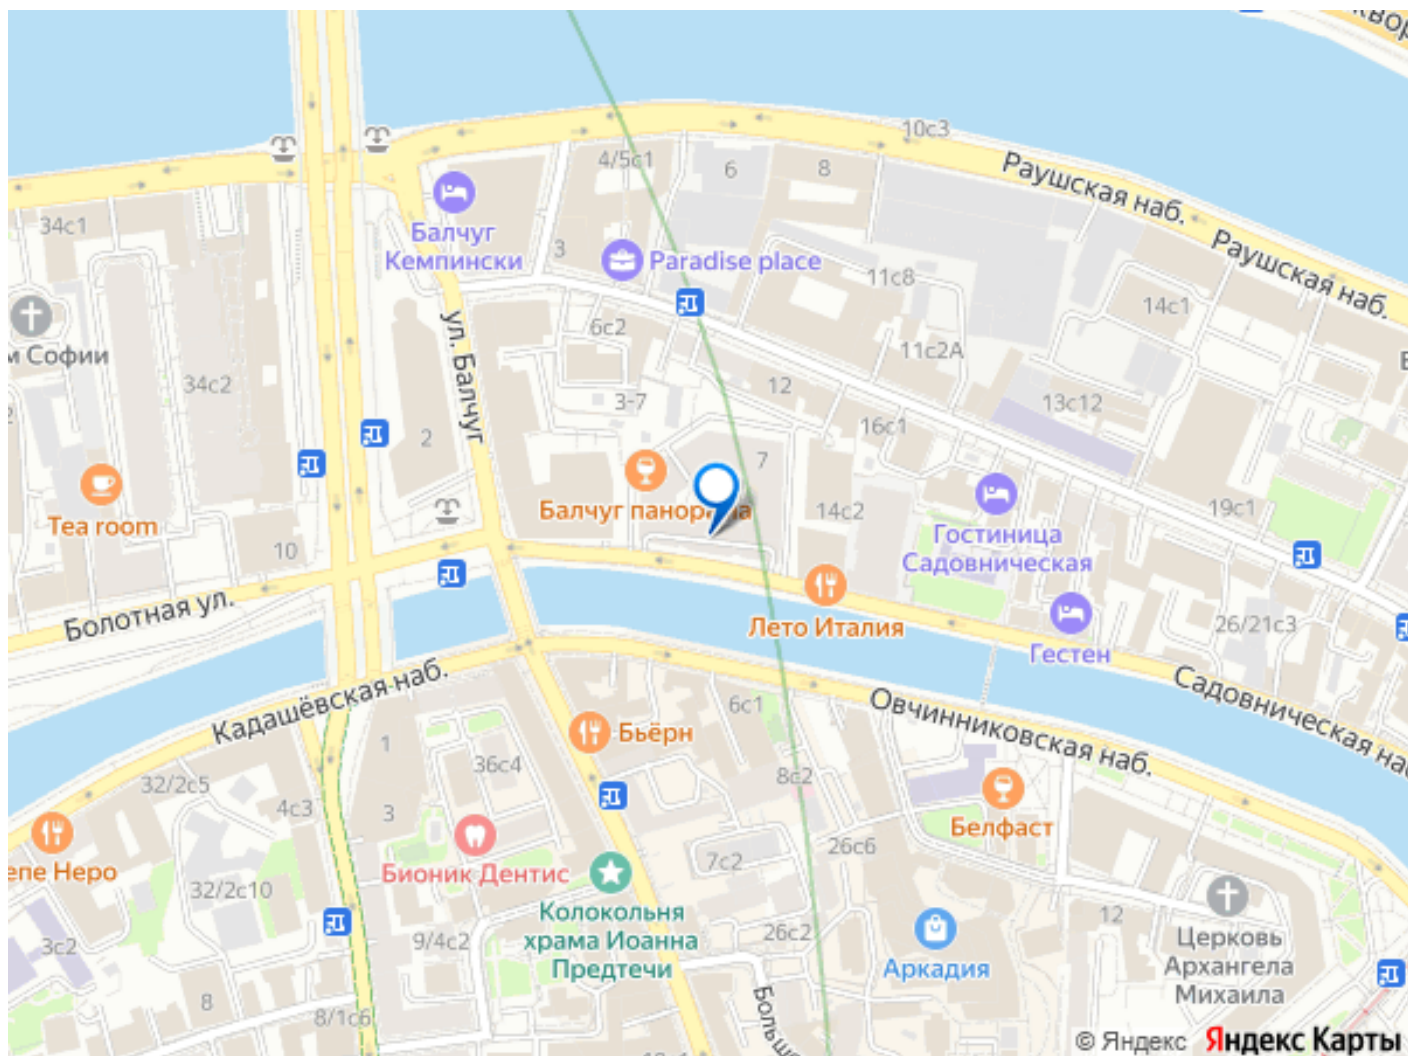 10с3
Раушская наб.
4/5с1
6
8
34с1
Балчуг
Кемпински
3
Paradise place
Раушская наб.
11с8
14с1
ул. Балчуг
6с2
м Софии
11с2А
34с2
12
3-7
13с12
16с1
2
7
Балчуг панорама
Tea room
14с2
19с1
Гостиница
Садовническая
10
Болотная ул.
Лето Италия
26/21с3
Гестен
Садовническая наб
Кадашёвская наб.
Овчинниковская наб.
6с1
Бьёрн
1
36с4
32/2с5
8с2
4с3
3
Белфаст
епе Неро
26с6
7с2
Бионик Дентис
32/2с10
Колокольня
храма Иоанна
Предтечи
12
26с2
9/4с2
3с2
Церковь
Архангела
Михаила
Аркадия
8
8/1с6
© Яндекс Яндекс Карты